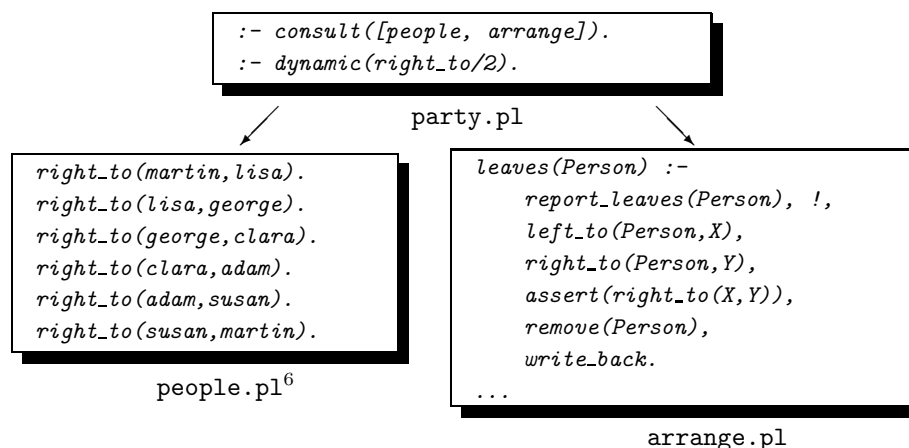 :- consult([people, arrange]).
:- dynamic(right_to/2).
party.pl
right_to(martin,lisa).
right_to(lisa,george).
right_to(george,clara).
right_to(clara,adam).
right_to(adam,susan).
right_to(susan,martin).
people.pl⁶
leaves(Person) :-
report_leaves(Person), !,
left_to(Person,X),
right_to(Person,Y),
assert(right_to(X,Y)),
remove(Person),
write_back.
...
arrange.pl